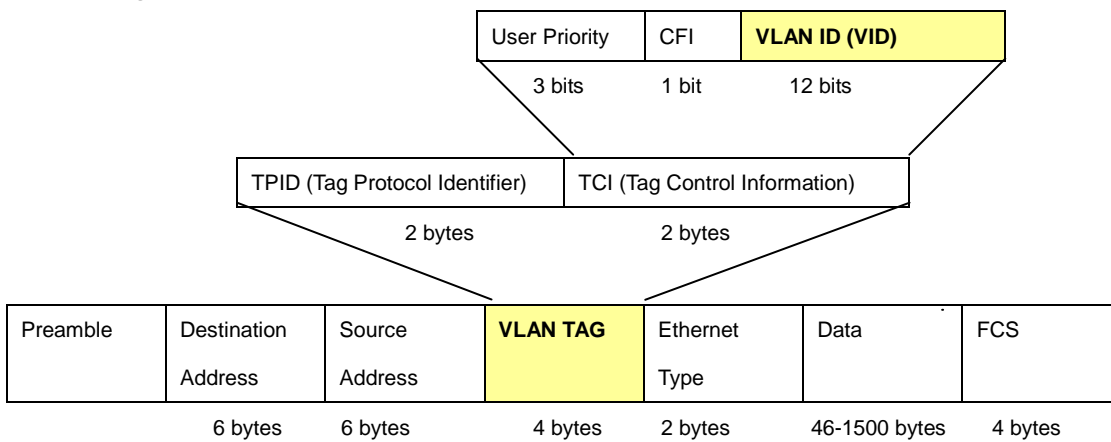 User Priority CFI VLAN ID (VID)
3 bits 1 bit 12 bits
TPID (Tag Protocol Identifier) TCI (Tag Control Information)
2 bytes 2 bytes
Preamble Destination Source VLAN TAG Ethernet Data FCS
Address Address Type
6 bytes 6 bytes 4 bytes 2 bytes 46-1500 bytes 4 bytes